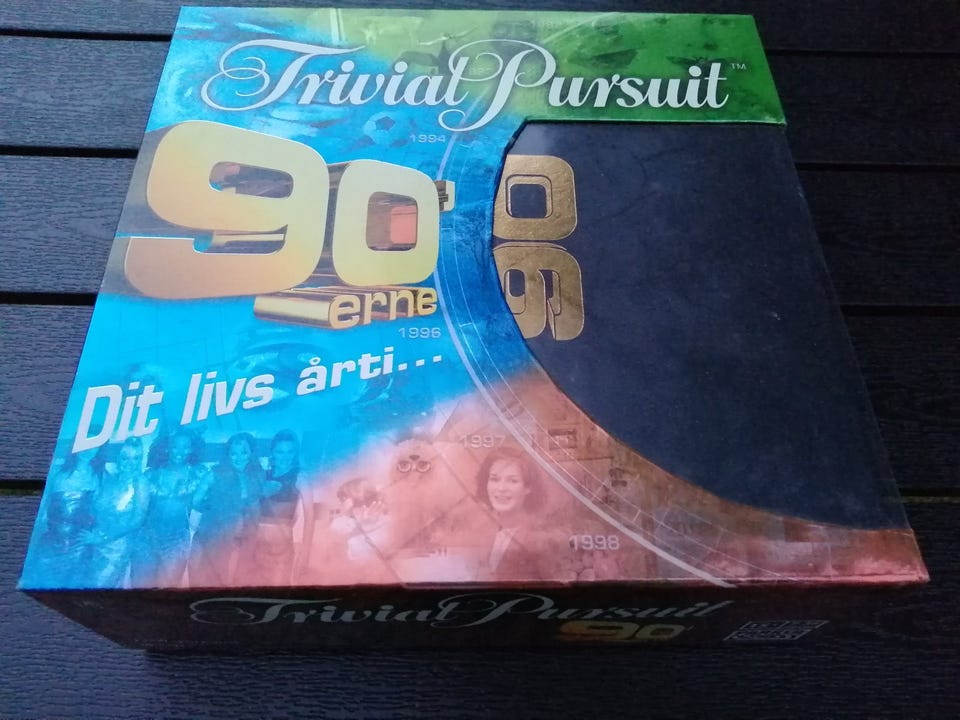 Trivial Pursuit™
1994
90'
erne
90
1996
Dit livs årti...
1997
1998
Trivial Pursuit
90'